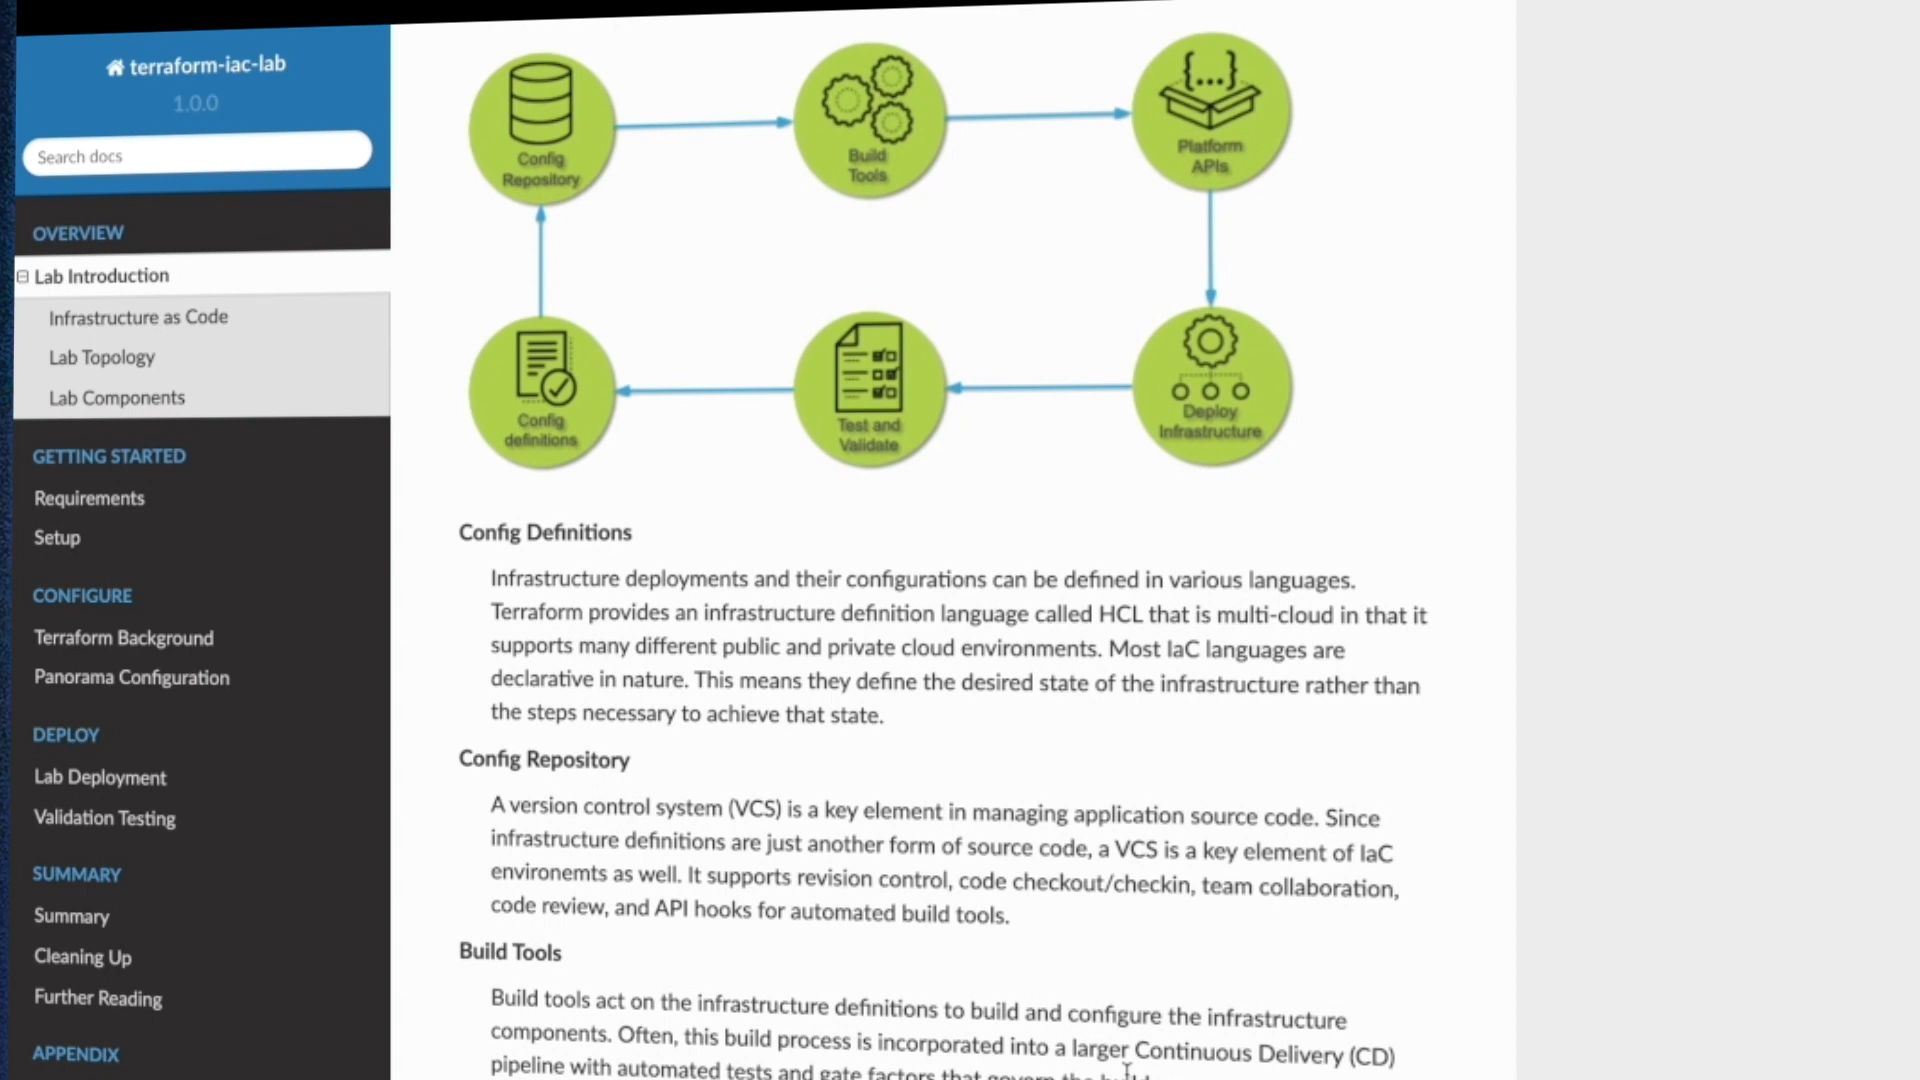 terraform-iac-lab
1.0.0
Search docs
OVERVIEW
Lab Introduction
Infrastructure as Code
Lab Topology
Lab Components
GETTING STARTED
Requirements
Setup
CONFIGURE
Terraform Background
Panorama Configuration
DEPLOY
Lab Deployment
Validation Testing
SUMMARY
Summary
Cleaning Up
Further Reading
APPENDIX
Config
Repository
Build
Tools
{...}
Platform
APIs
Config
definitions
Test and
Validate
Deploy
Infrastructure
Config Definitions
Infrastructure deployments and their configurations can be defined in various languages.
Terraform provides an infrastructure definition language called HCL that is multi-cloud in that it
supports many different public and private cloud environments. Most IaC languages are
declarative in nature. This means they define the desired state of the infrastructure rather than
the steps necessary to achieve that state.
Config Repository
A version control system (VCS) is a key element in managing application source code. Since
infrastructure definitions are just another form of source code, a VCS is a key element of IaC
environemts as well. It supports revision control, code checkout/checkin, team collaboration,
code review, and API hooks for automated build tools.
Build Tools
Build tools act on the infrastructure definitions to build and configure the infrastructure
components. Often, this build process is incorporated into a larger Continuous Delivery (CD)
pipeline with automated tests and gate factors that govern the